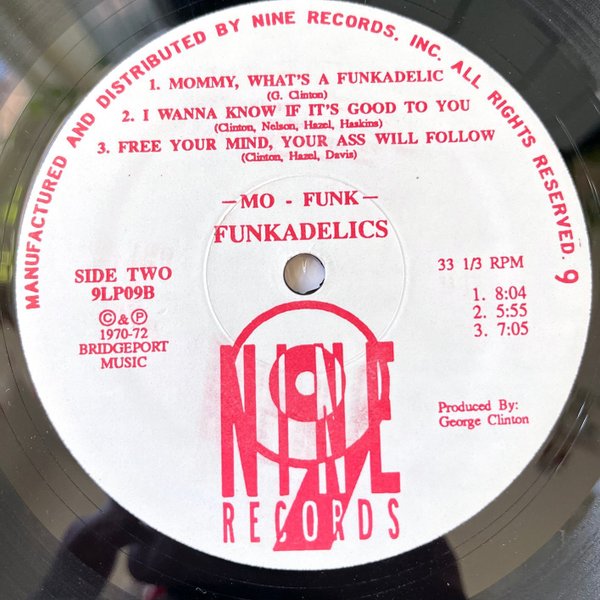 MANUFACTURED AND DISTRIBUTED BY NINE RECORDS, INC. ALL RIGHTS RESERVED. 9
1. MOMMY, WHAT'S A FUNKADELIC
(G. Clinton)
2. I WANNA KNOW IF IT'S GOOD TO YOU
(Clinton, Nelson, Hazel, Haskins)
3. FREE YOUR MIND, YOUR ASS WILL FOLLOW
(Clinton, Hazel, Davis)
—MO - FUNK—
FUNKADELICS
SIDE TWO
9LP09B
©&℗
1970-72
BRIDGEPORT
MUSIC
33 1/3 RPM
1. 8:04
2. 5:55
3. 7:05
Produced By:
George Clinton
NINE
RECORDS